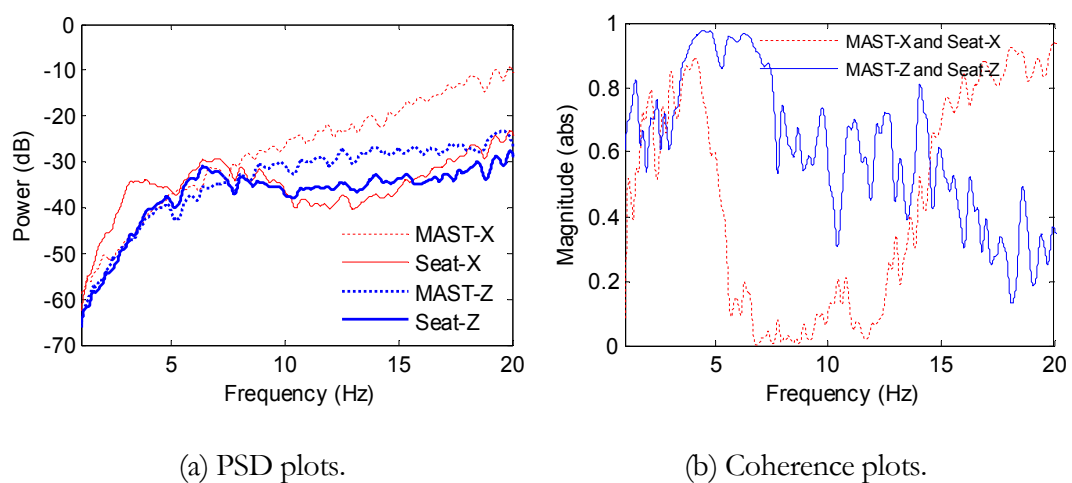 0
-10
-20
-30
-40
-50
-60
-70
Power (dB)
MAST-X
Seat-X
MAST-Z
Seat-Z
5
10
15
20
Frequency (Hz)
(a) PSD plots.
1
0.8
0.6
0.4
0.2
0
Magnitude (abs)
MAST-X and Seat-X
MAST-Z and Seat-Z
5
10
15
20
Frequency (Hz)
(b) Coherence plots.